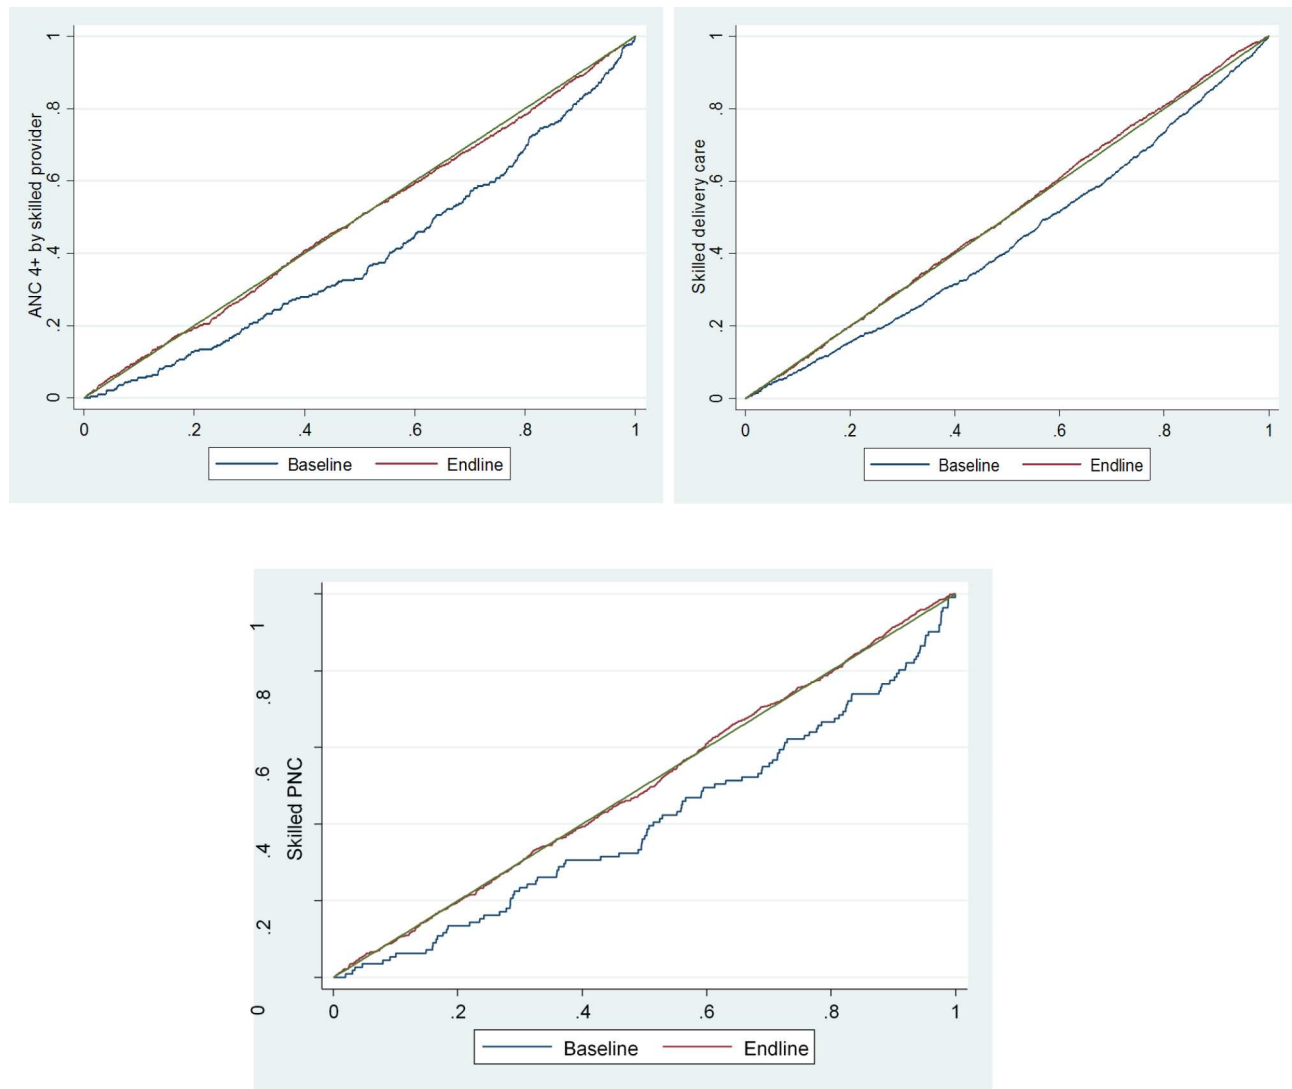 ANC 4+ by skilled provider
1
.8
.6
.4
.2
0
0 .2 .4 .6 .8 1
Baseline Endline
Skilled delivery care
1
.8
.6
.4
.2
0
0 .2 .4 .6 .8 1
Baseline Endline
Skilled PNC
1
.8
.6
.4
.2
0
0 .2 .4 .6 .8 1
Baseline Endline